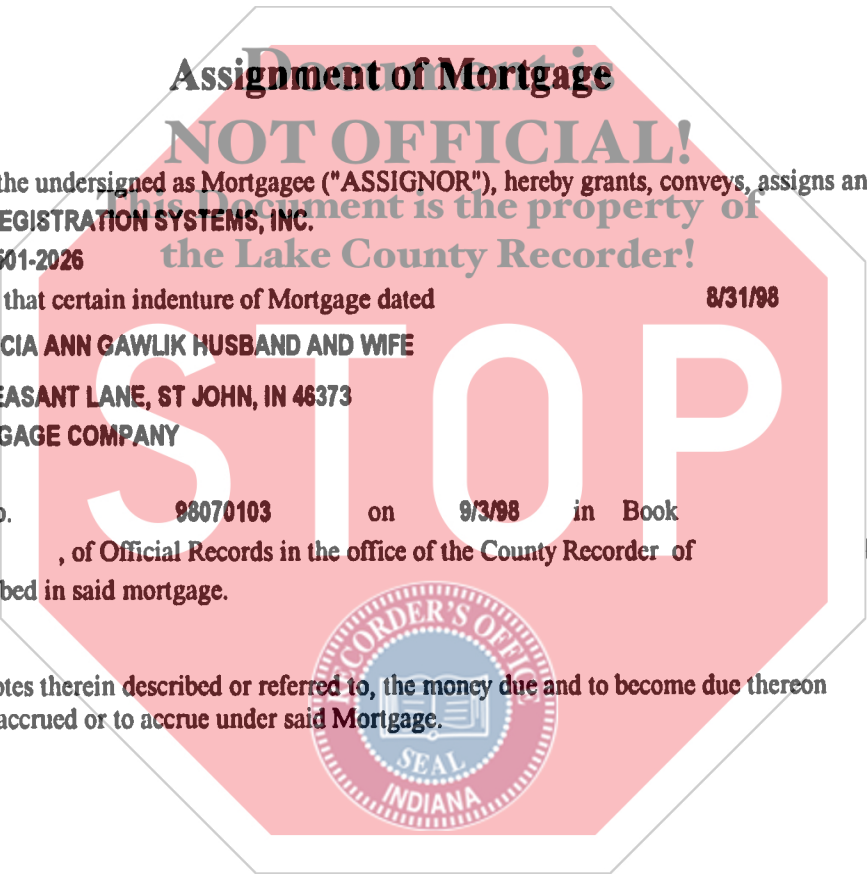 Assignment of Mortgage
Document is
NOT OFFICIAL!
the undersigned as Mortgagee ("ASSIGNOR"), hereby grants, conveys, assigns an
This Document is the property of
EGISTRATION SYSTEMS, INC.
the Lake County Recorder!
501-2026
that certain indenture of Mortgage dated 8/31/98
CIA ANN GAWLIK HUSBAND AND WIFE
STOP
EASANT LANE, ST JOHN, IN 46373
GAGE COMPANY
o. 98070103 on 9/3/98 in Book
, of Official Records in the office of the County Recorder of
bed in said mortgage.
RECORDER'S OFFICE
otes therein described or referred to, the money due and to become due thereon
accrued or to accrue under said Mortgage.
SEAL
INDIANA